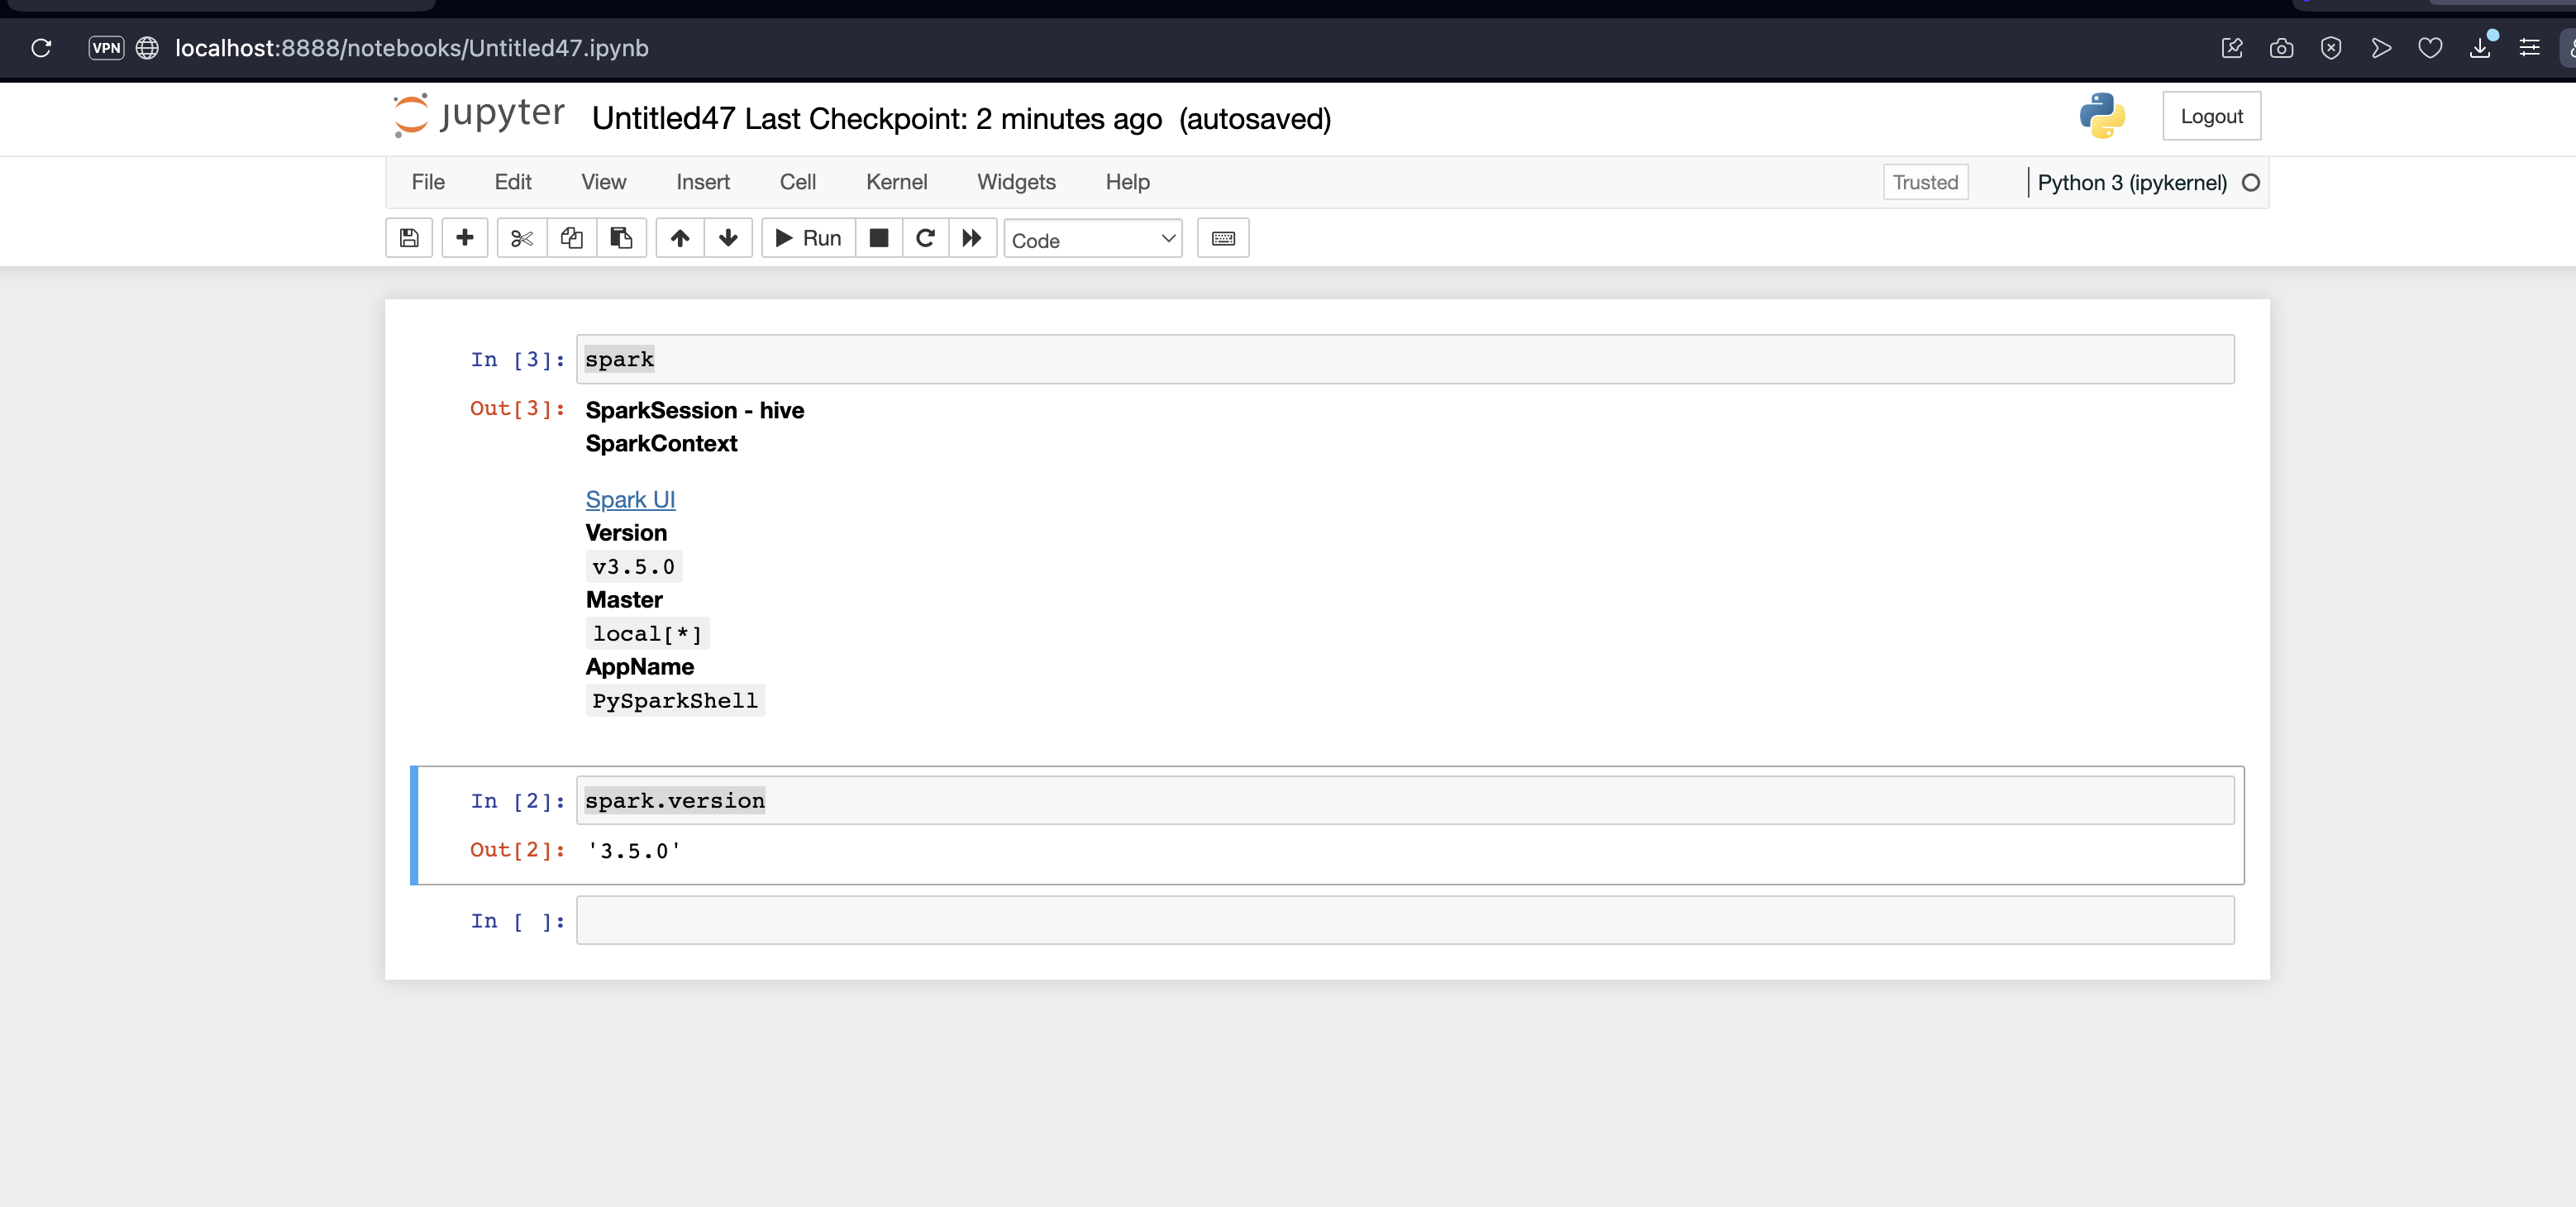 VPN localhost:8888/notebooks/Untitled47.ipynb
jupyter Untitled47 Last Checkpoint: 2 minutes ago (autosaved) Logout
File Edit View Insert Cell Kernel Widgets Help Trusted Python 3 (ipykernel)
Run Code
In [3]: spark
Out[3]: SparkSession - hive
SparkContext
Spark UI
Version
v3.5.0
Master
local[*]
AppName
PySparkShell
In [2]: spark.version
Out[2]: '3.5.0'
In [ ]: